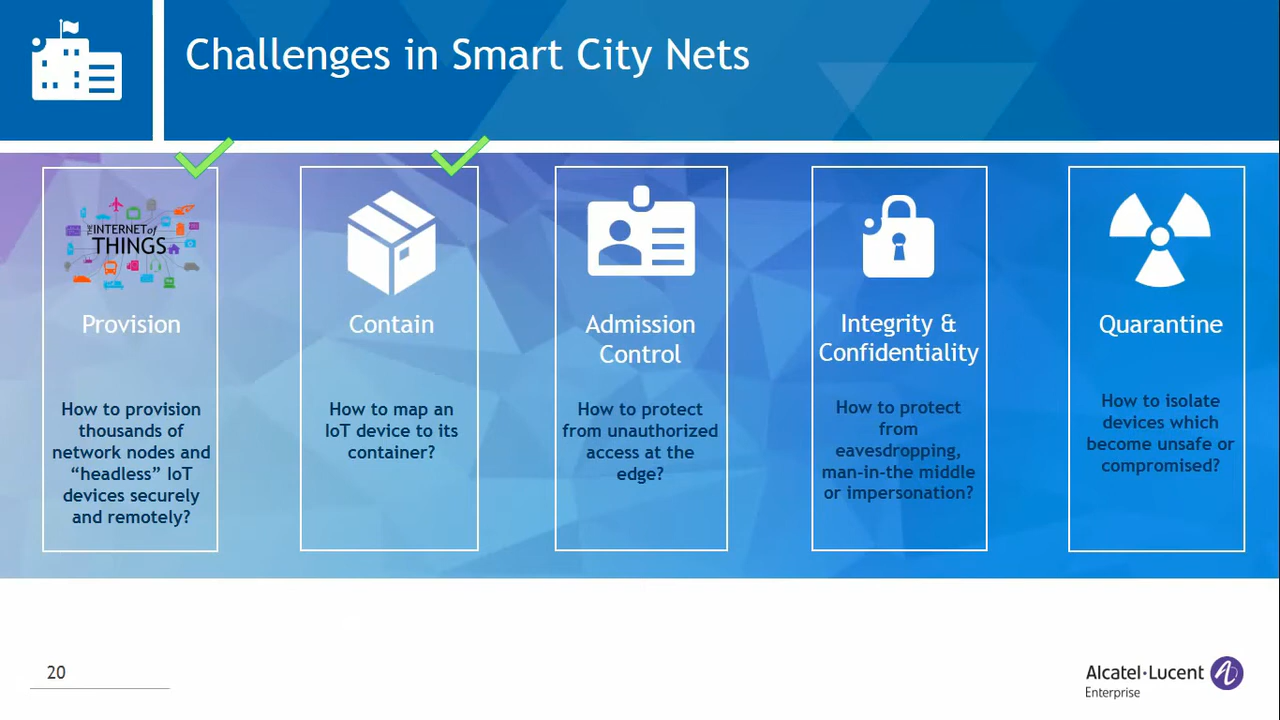 Challenges in Smart City Nets
THE INTERNET of
THINGS
Provision
How to provision
thousands of
network nodes and
“headless” IoT
devices securely
and remotely?
Contain
How to map an
IoT device to its
container?
Admission
Control
How to protect
from unauthorized
access at the
edge?
Integrity &
Confidentiality
How to protect
from
eavesdropping,
man-in-the middle
or impersonation?
Quarantine
How to isolate
devices which
become unsafe or
compromised?
20
Alcatel·Lucent
Enterprise